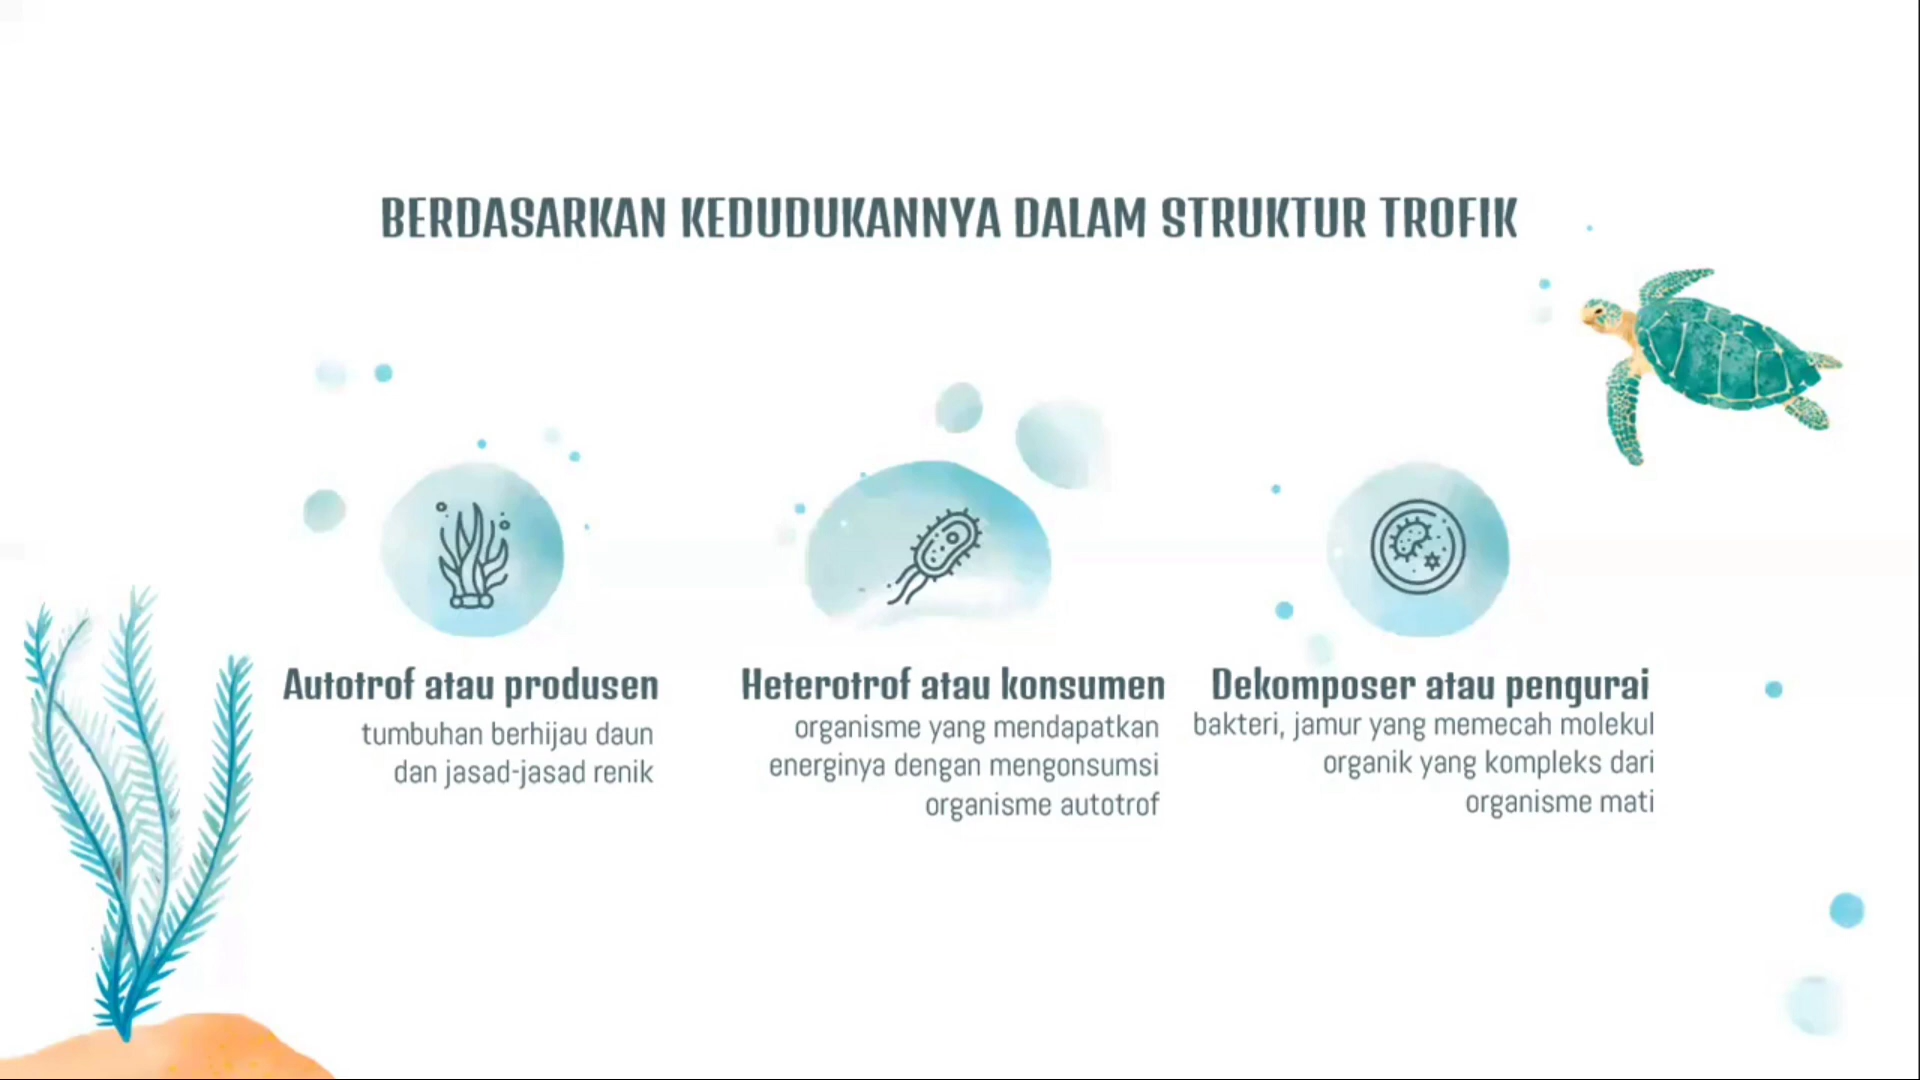 BERDASARKAN KEDUDUKANNYA DALAM STRUKTUR TROFIK
Autotrof atau produsen
tumbuhan berhijau daun
dan jasad-jasad renik
Heterotrof atau konsumen
organisme yang mendapatkan
energinya dengan mengonsumsi
organisme autotrof
Dekomposer atau pengurai
bakteri, jamur yang memecah molekul
organik yang kompleks dari
organisme mati